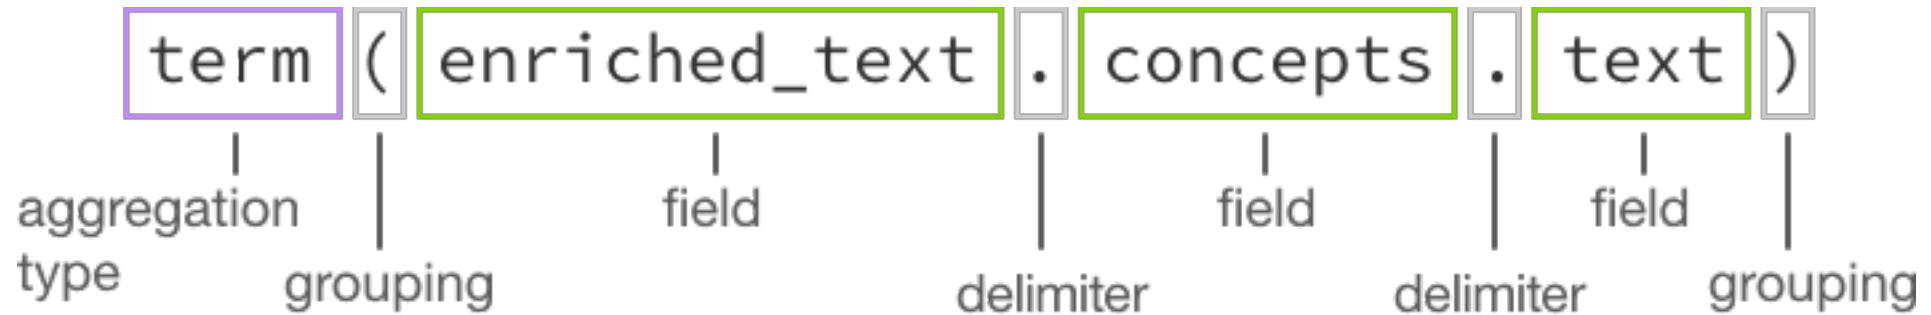 term(enriched_text.concepts.text)
aggregation type
grouping
field
delimiter
field
delimiter
field
grouping